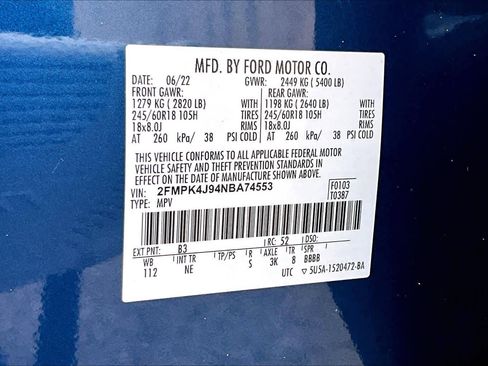 MFD. BY FORD MOTOR CO.
DATE: 06/22 GVWR: 2449 KG ( 5400 LB)
FRONT GAWR: REAR GAWR:
1279 KG ( 2820 LB) WITH 1198 KG ( 2640 LB) WITH
245/60R18 105H TIRES 245/60R18 105H TIRES
18x8.0J RIMS 18x8.0J RIMS
AT 260 kPa/ 38 PSI COLD AT 260 kPa/ 38 PSI COLD
THIS VEHICLE CONFORMS TO ALL APPLICABLE FEDERAL MOTOR
VEHICLE SAFETY AND THEFT PREVENTION STANDARDS IN
EFFECT ON THE DATE OF MANUFACTURE SHOWN ABOVE.
VIN: 2FMPK4J94NBA74553 F0103
TYPE: MPV T0387
EXT PNT: B3 RC: 52 DSO:
WB INT TR TP/PS R AXLE TR SPR
112 NE S 3K 8 BBBB
UTC ▽ 5U5A-1520472-BA